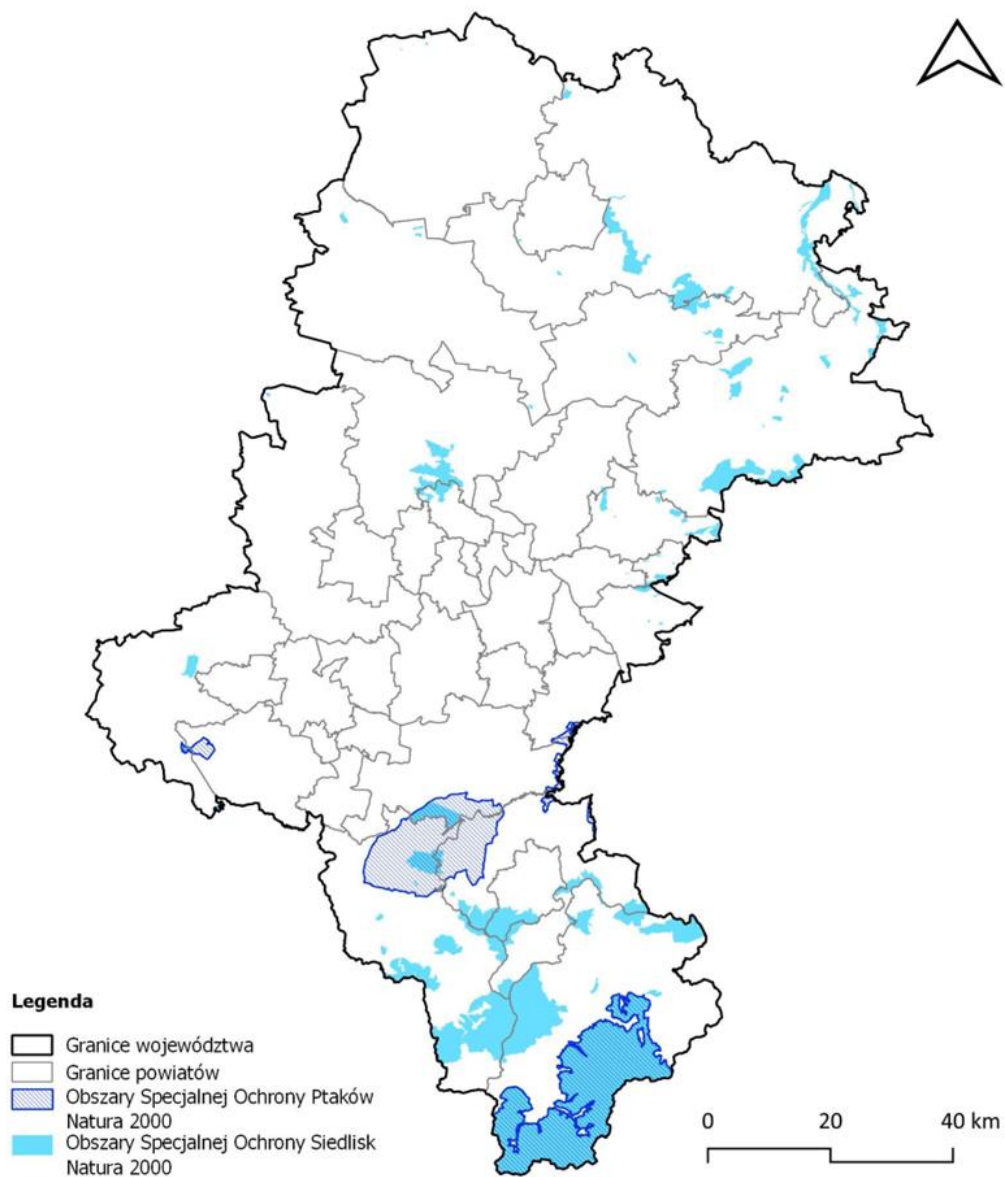 Legenda
Granice województwa
Granice powiatów
Obszary Specjalnej Ochrony Ptaków
Natura 2000
Obszary Specjalnej Ochrony Siedlisk
Natura 2000
0 20 40 km